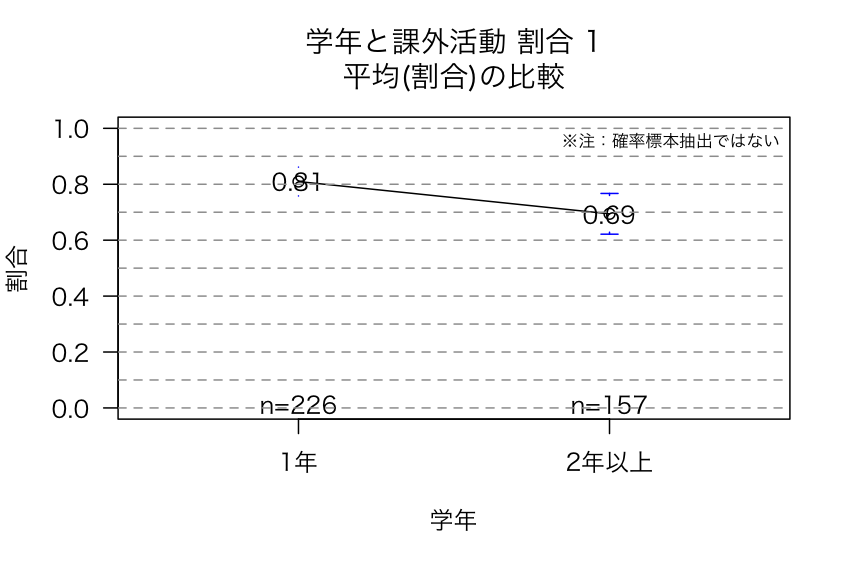 学年と課外活動 割合 1
平均(割合)の比較
※注：確率標本抽出ではない
割合
1.0
0.8
0.6
0.4
0.2
0.0
0.81
0.69
n=226
n=157
1年
2年以上
学年